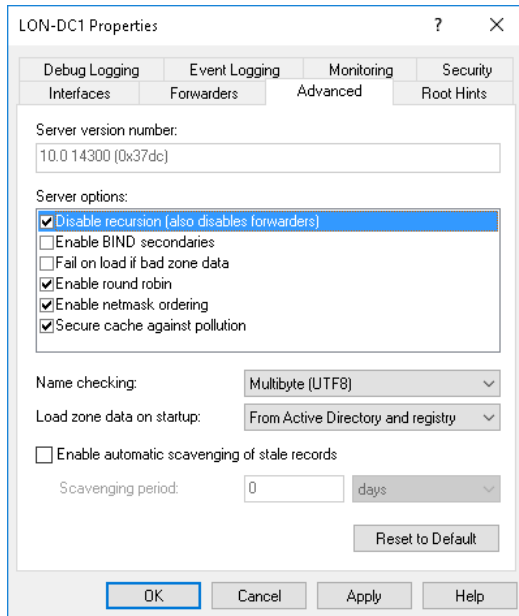 LON-DC1 Properties
?
Debug Logging
Event Logging
Monitoring
Security
Interfaces
Forwarders
Advanced
Root Hints
Server version number:
10.0 14300 (0x37dc)
Server options:
Disable recursion (also disables forwarders)
Enable BIND secondaries
Fail on load if bad zone data
Enable round robin
Enable netmask ordering
Secure cache against pollution
Name checking:
Multibyte (UTF8)
Load zone data on startup:
From Active Directory and registry
Enable automatic scavenging of stale records
Scavenging period:
0
days
Reset to Default
OK
Cancel
Apply
Help